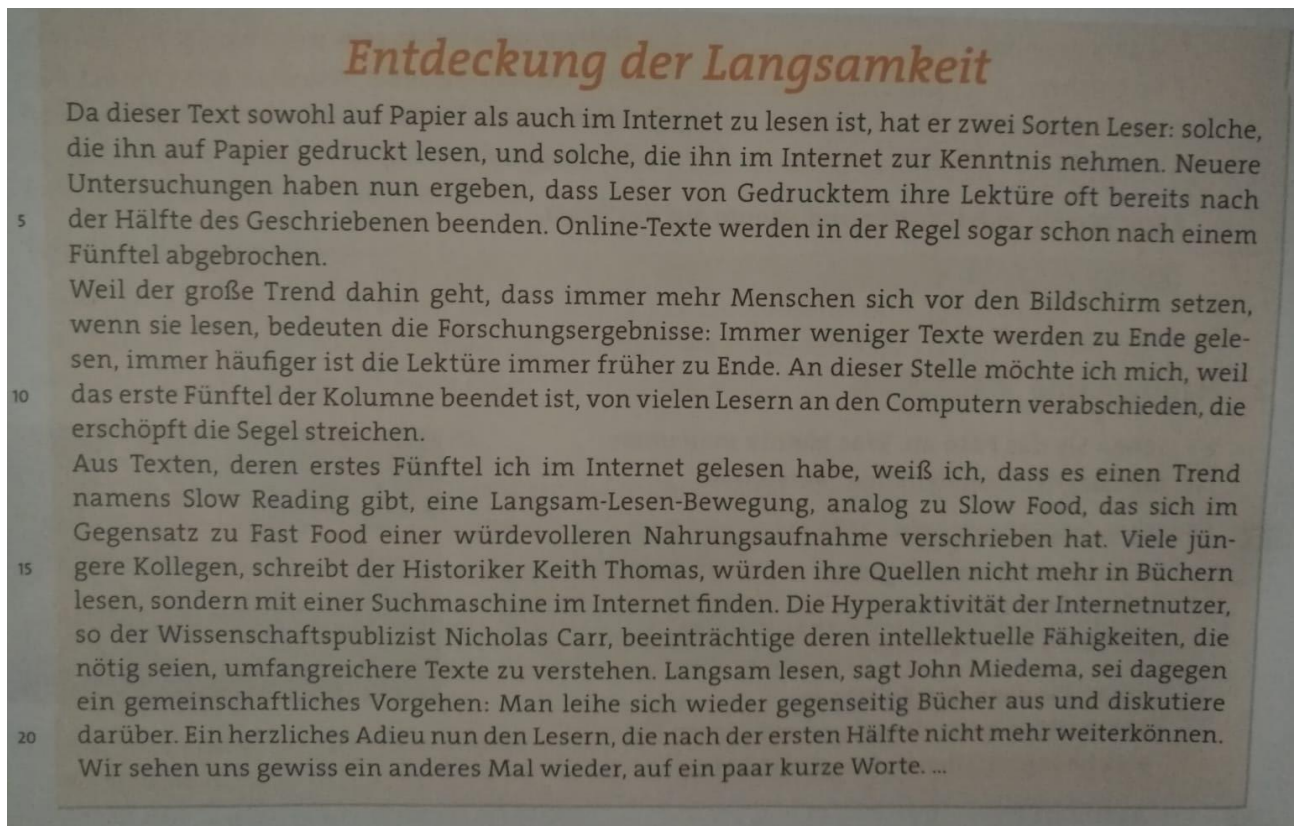 Entdeckung der Langsamkeit
Da dieser Text sowohl auf Papier als auch im Internet zu lesen ist, hat er zwei Sorten Leser: solche,
die ihn auf Papier gedruckt lesen, und solche, die ihn im Internet zur Kenntnis nehmen. Neuere
Untersuchungen haben nun ergeben, dass Leser von Gedrucktem ihre Lektüre oft bereits nach
5 der Hälfte des Geschriebenen beenden. Online-Texte werden in der Regel sogar schon nach einem
Fünftel abgebrochen.
Weil der große Trend dahin geht, dass immer mehr Menschen sich vor den Bildschirm setzen,
wenn sie lesen, bedeuten die Forschungsergebnisse: Immer weniger Texte werden zu Ende gele-
sen, immer häufiger ist die Lektüre immer früher zu Ende. An dieser Stelle möchte ich mich, weil
10 das erste Fünftel der Kolumne beendet ist, von vielen Lesern an den Computern verabschieden, die
erschöpft die Segel streichen.
Aus Texten, deren erstes Fünftel ich im Internet gelesen habe, weiß ich, dass es einen Trend
namens Slow Reading gibt, eine Langsam-Lesen-Bewegung, analog zu Slow Food, das sich im
Gegensatz zu Fast Food einer würdevolleren Nahrungsaufnahme verschrieben hat. Viele jün-
15 gere Kollegen, schreibt der Historiker Keith Thomas, würden ihre Quellen nicht mehr in Büchern
lesen, sondern mit einer Suchmaschine im Internet finden. Die Hyperaktivität der Internetnutzer,
so der Wissenschaftspublizist Nicholas Carr, beeinträchtige deren intellektuelle Fähigkeiten, die
nötig seien, umfangreichere Texte zu verstehen. Langsam lesen, sagt John Miedema, sei dagegen
ein gemeinschaftliches Vorgehen: Man leihe sich wieder gegenseitig Bücher aus und diskutiere
20 darüber. Ein herzliches Adieu nun den Lesern, die nach der ersten Hälfte nicht mehr weiterkönnen.
Wir sehen uns gewiss ein anderes Mal wieder, auf ein paar kurze Worte. ...